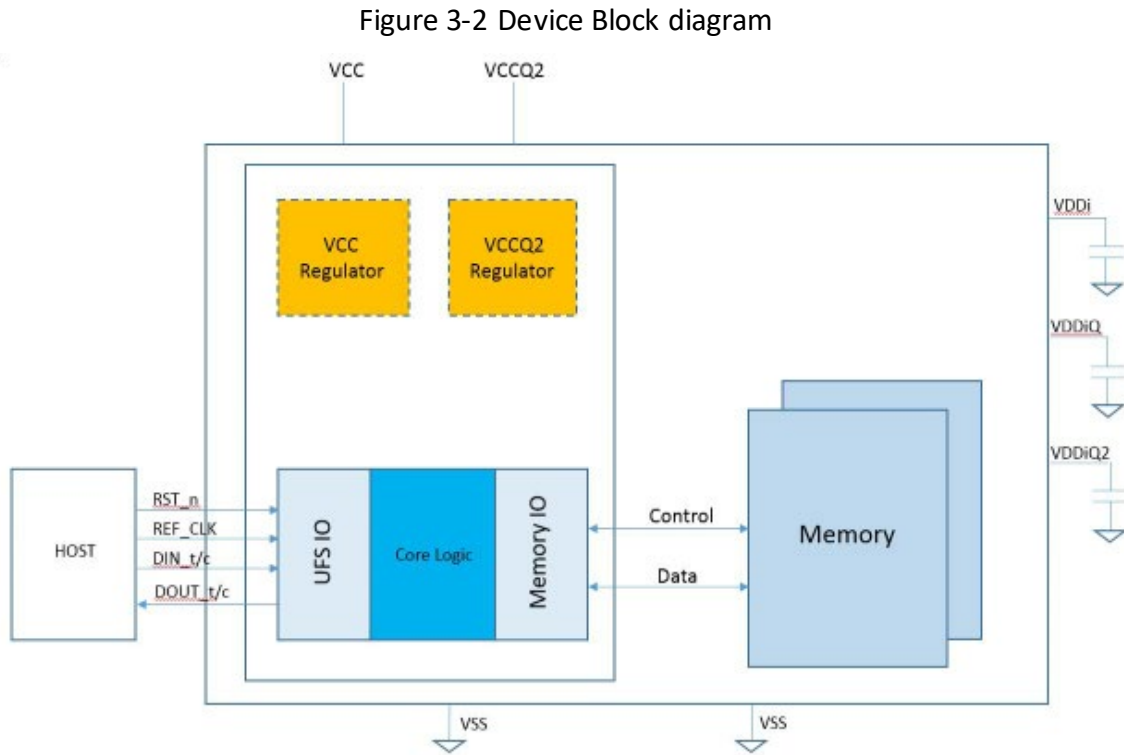 Figure 3-2 Device Block diagram
VCC
VCCQ2
VCC
Regulator
VCCQ2
Regulator
VDDi
VDDiQ
VDDiQ2
HOST
RST_n
REF_CLK
DIN_t/c
DOUT_t/c
UFS IO
Core Logic
Memory IO
Control
Data
Memory
VSS
VSS